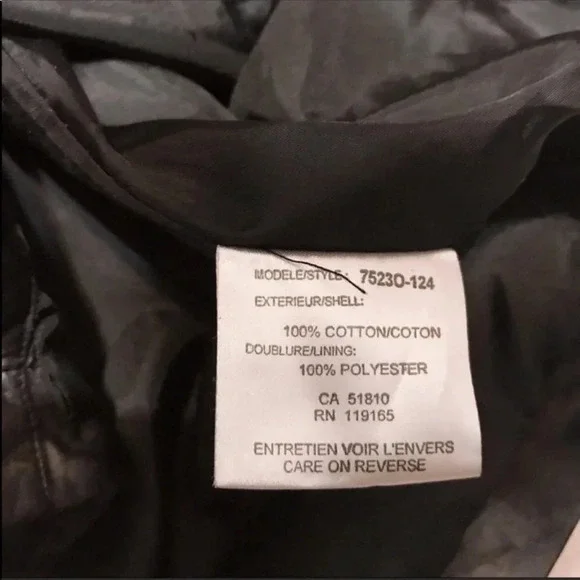 MODELE/STYLE: 7523O-124
EXTERIEUR/SHELL:
100% COTTON/COTON
DOUBLURE/LINING:
100% POLYESTER
CA 51810
RN 119165
ENTRETIEN VOIR L'ENVERS
CARE ON REVERSE